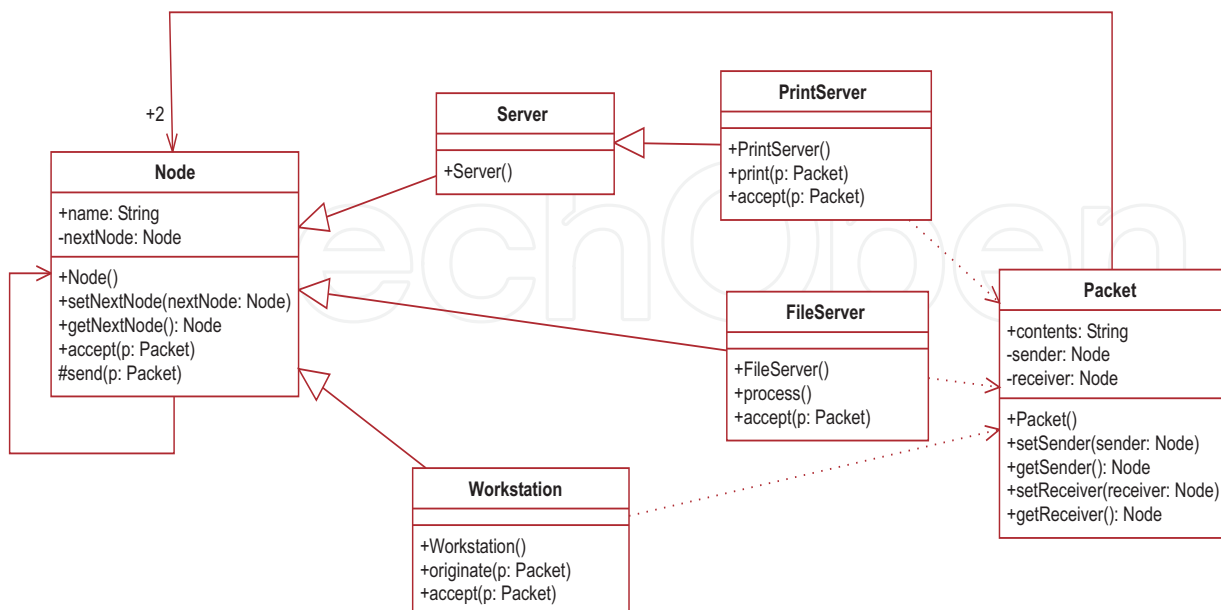 +2
Node
+name: String
-nextNode: Node
+Node()
+setNextNode(nextNode: Node)
+getNextNode(): Node
+accept(p: Packet)
#send(p: Packet)
Server
+Server()
PrintServer
+PrintServer()
+print(p: Packet)
+accept(p: Packet)
FileServer
+FileServer()
+process()
+accept(p: Packet)
Workstation
+Workstation()
+originate(p: Packet)
+accept(p: Packet)
Packet
+contents: String
-sender: Node
-receiver: Node
+Packet()
+setSender(sender: Node)
+getSender(): Node
+setReceiver(receiver: Node)
+getReceiver(): Node
echOpen